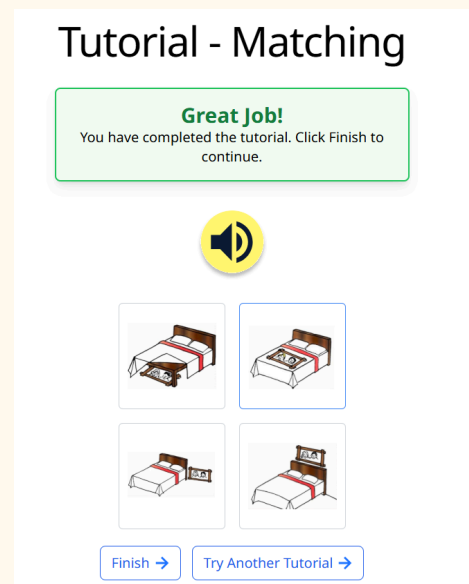 Tutorial - Matching
Great Job!
You have completed the tutorial. Click Finish to
continue.
Finish
Try Another Tutorial